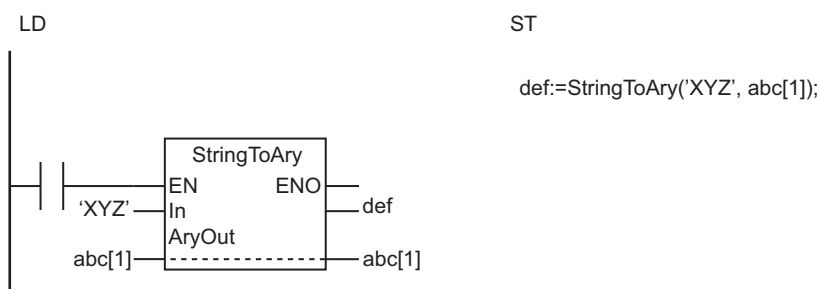 LD
ST
def:=StringToAry(’XYZ’, abc[1]);
StringToAry
EN ENO
‘XYZ’ In def
AryOut
abc[1] abc[1]